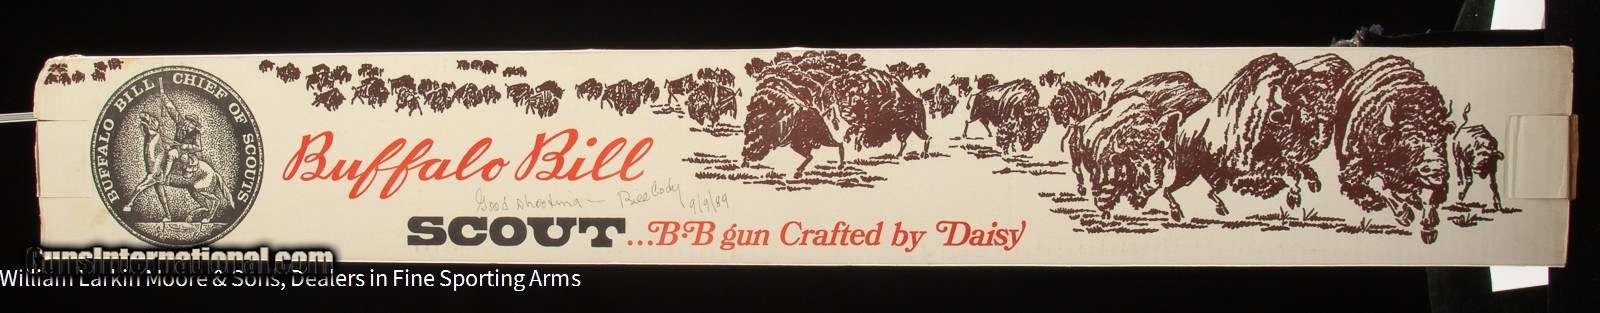 BUFFALO BILL CHIEF OF SCOUTS
Buffalo Bill
Good shooting — Bill Cody 9/9/89
SCOUT...B·B gun Crafted by Daisy
GunsInternational.com
William Larkin Moore & Sons, Dealers in Fine Sporting Arms